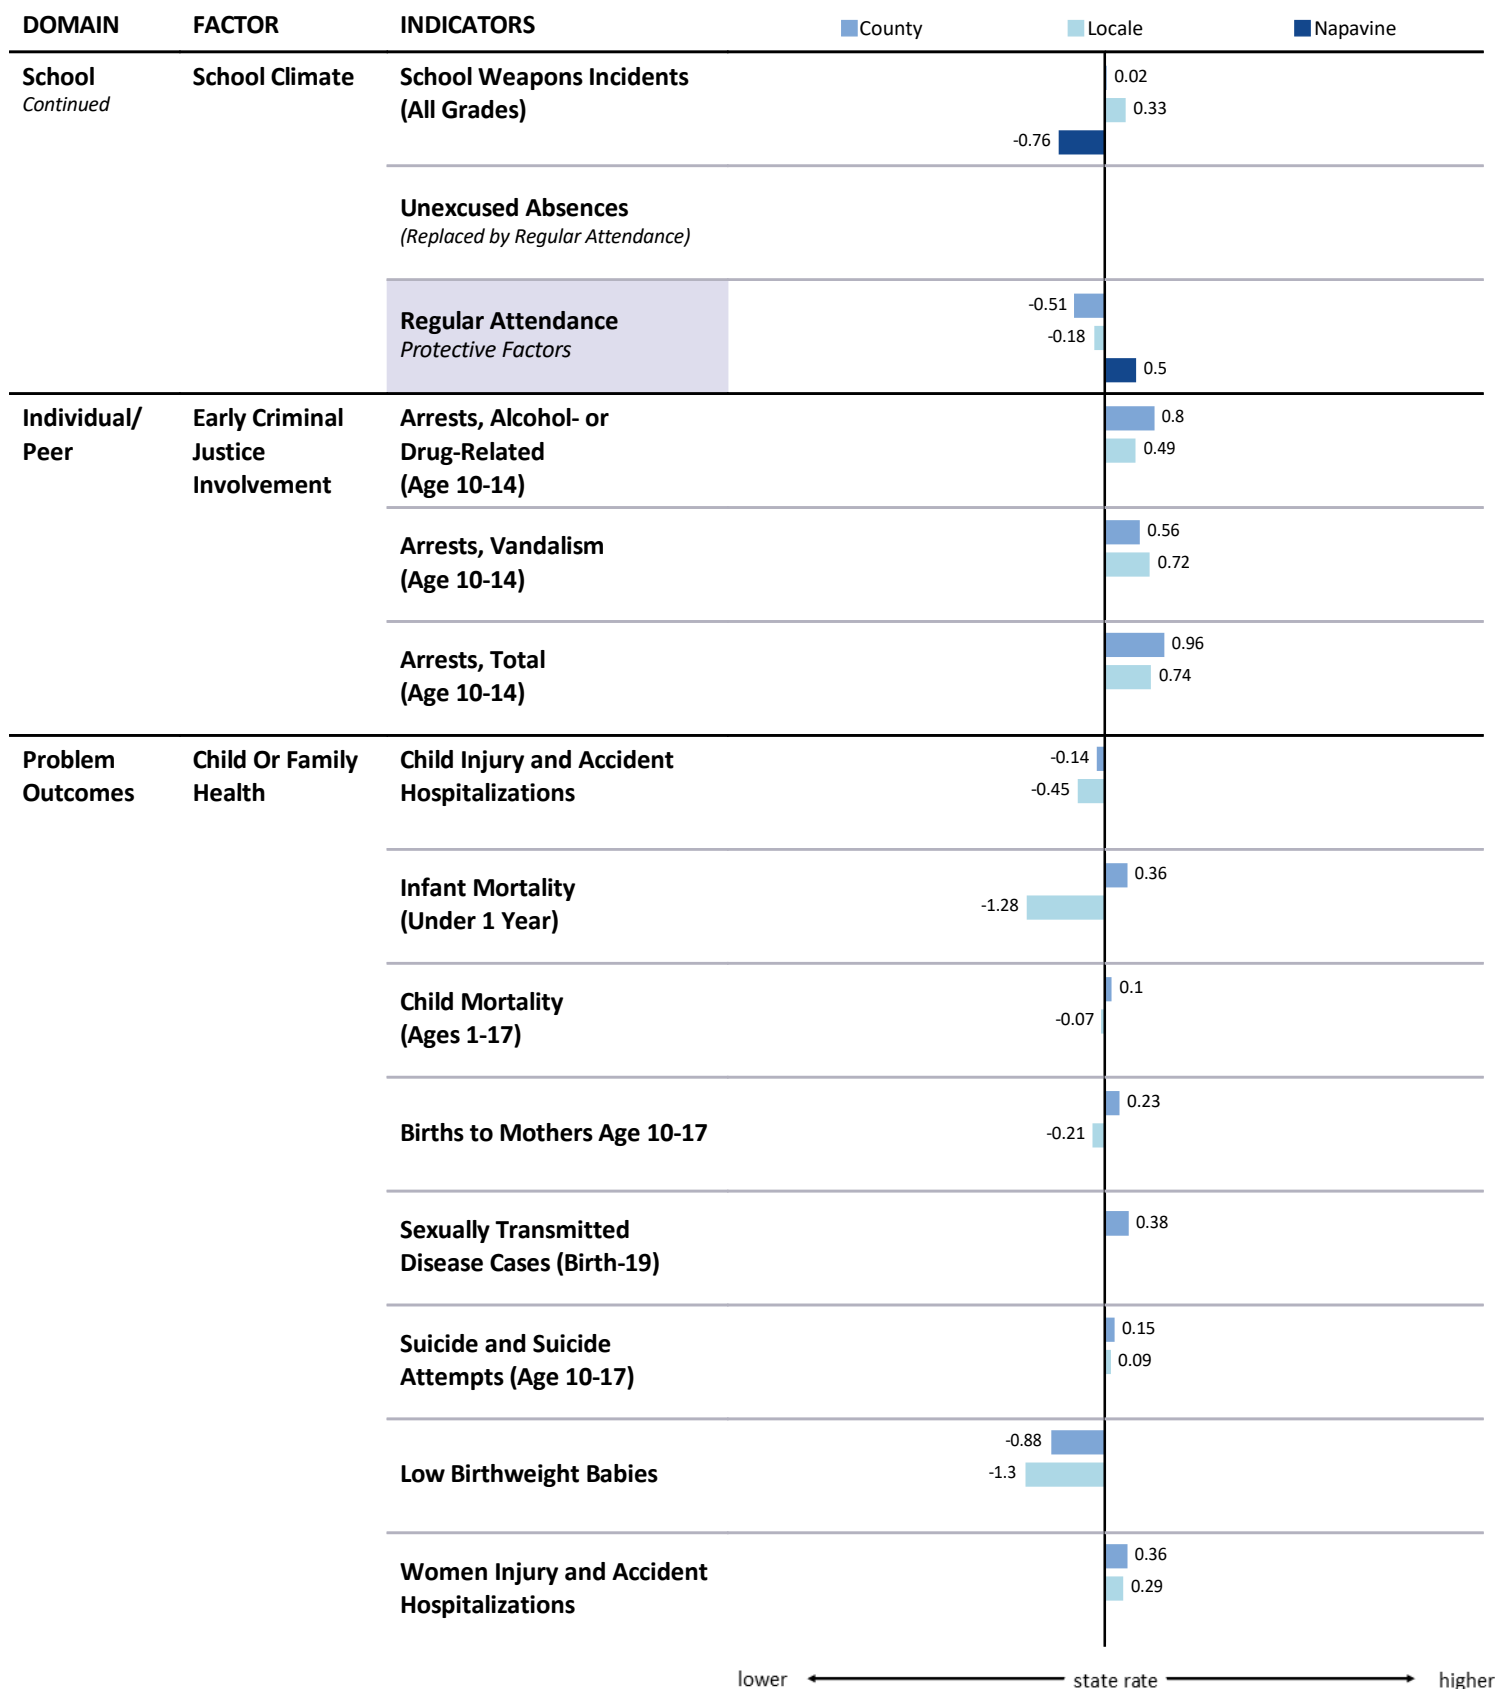 DOMAIN FACTOR INDICATORS County Locale Napavine
School School Climate School Weapons Incidents 0.02
Continued (All Grades) 0.33
-0.76
Unexcused Absences
(Replaced by Regular Attendance)
-0.51
Regular Attendance -0.18
Protective Factors 0.5
Individual/ Early Criminal Arrests, Alcohol- or 0.8
Peer Justice Drug-Related 0.49
Involvement (Age 10-14)
Arrests, Vandalism 0.56
(Age 10-14) 0.72
Arrests, Total 0.96
(Age 10-14) 0.74
Problem Child Or Family Child Injury and Accident -0.14
Outcomes Health Hospitalizations -0.45
Infant Mortality 0.36
(Under 1 Year) -1.28
Child Mortality 0.1
(Ages 1-17) -0.07
0.23
Births to Mothers Age 10-17 -0.21
Sexually Transmitted 0.38
Disease Cases (Birth-19)
Suicide and Suicide 0.15
Attempts (Age 10-17) 0.09
-0.88
Low Birthweight Babies -1.3
Women Injury and Accident 0.36
Hospitalizations 0.29
lower state rate higher